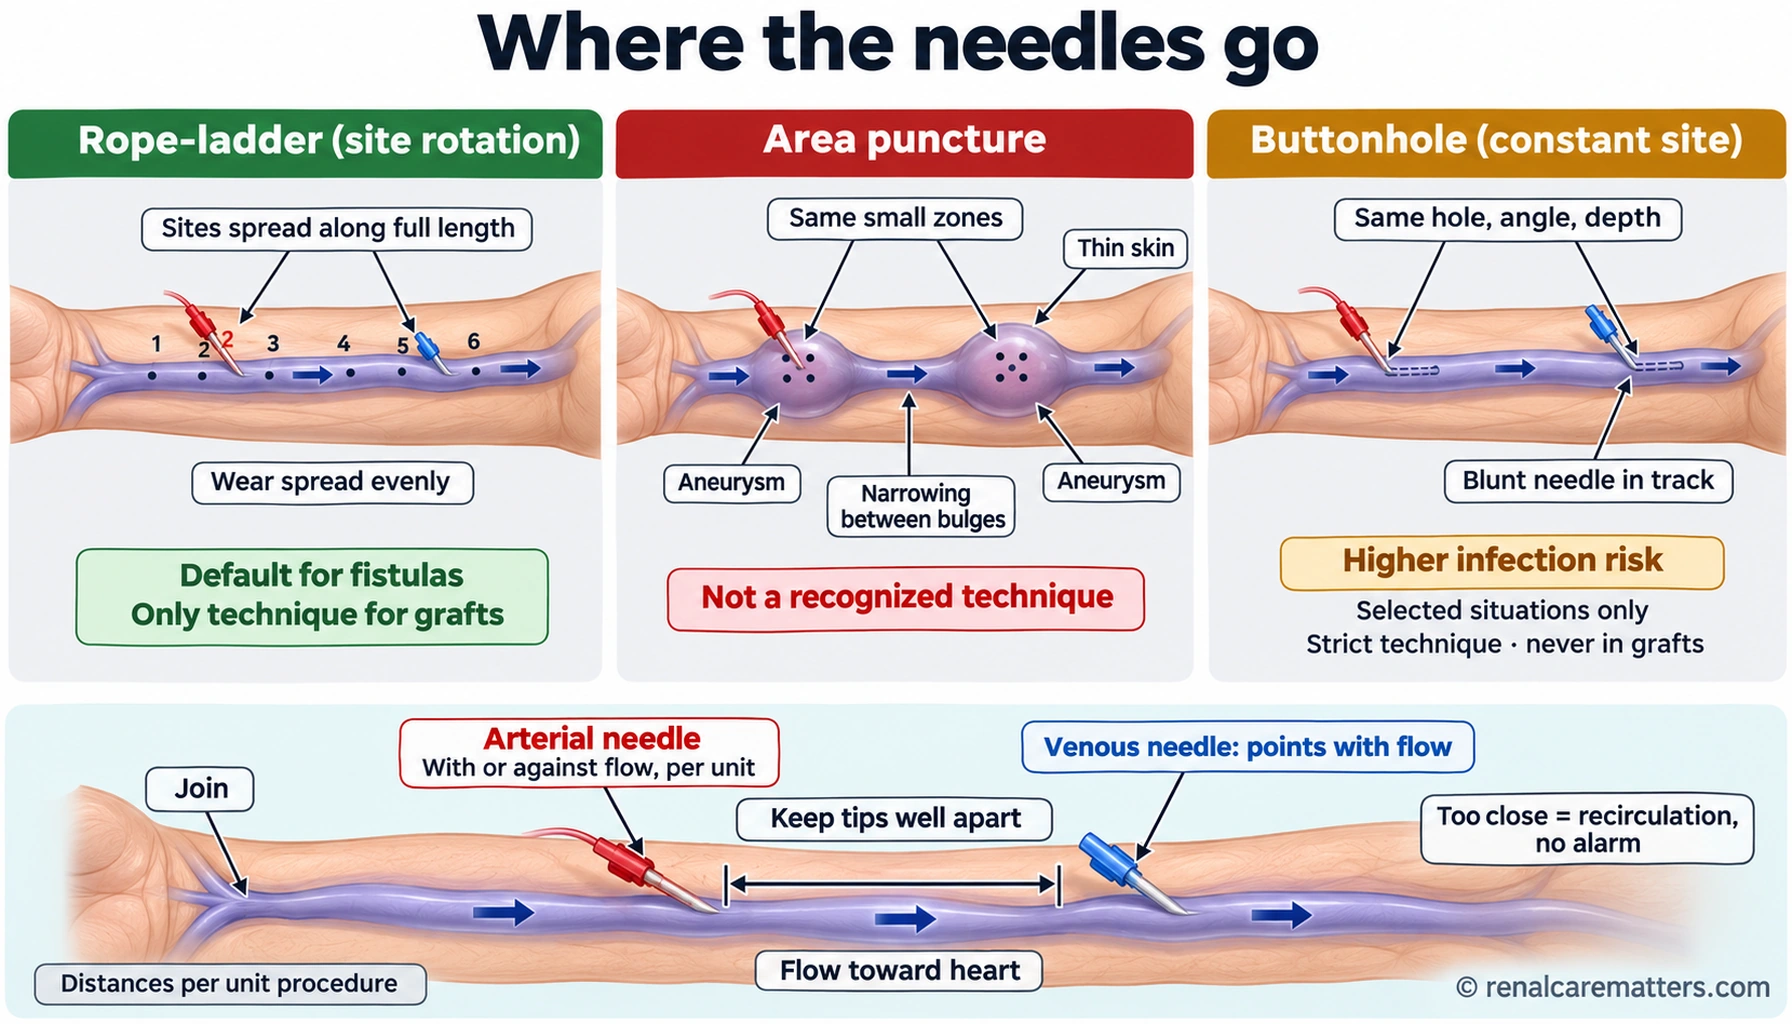 Where the needles go
Rope-ladder (site rotation)
Sites spread along full length
1
2
2
3
4
5
6
Wear spread evenly
Default for fistulas
Only technique for grafts
Area puncture
Same small zones
Thin skin
Aneurysm
Narrowing
between bulges
Aneurysm
Not a recognized technique
Buttonhole (constant site)
Same hole, angle, depth
Blunt needle in track
Higher infection risk
Selected situations only
Strict technique · never in grafts
Join
Arterial needle
With or against flow, per unit
Keep tips well apart
Venous needle: points with flow
Too close = recirculation,
no alarm
Flow toward heart
Distances per unit procedure
© renalcarematters.com